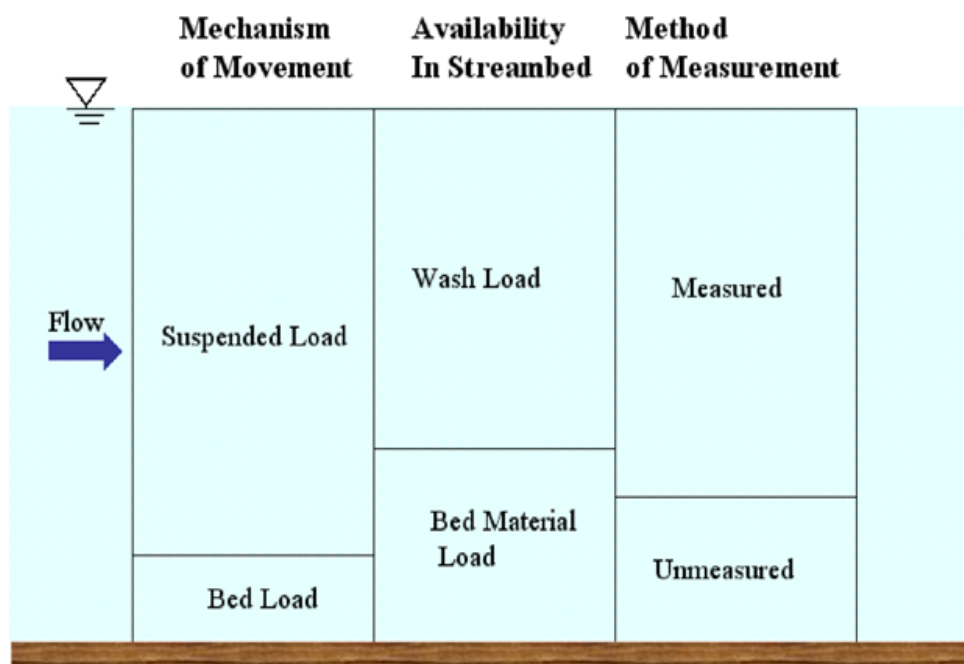 Mechanism
of Movement
Availability
In Streambed
Method
of Measurement
Flow
Suspended Load
Bed Load
Wash Load
Bed Material
Load
Measured
Unmeasured